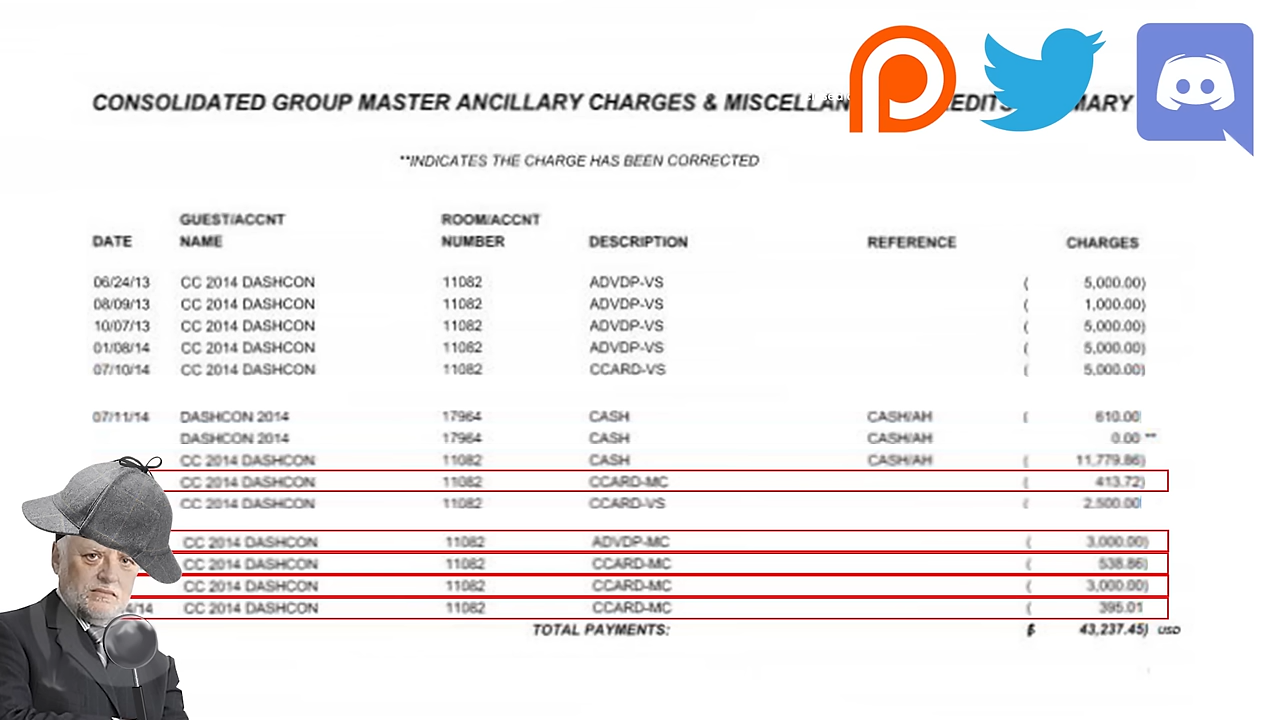 CONSOLIDATED GROUP MASTER ANCILLARY CHARGES & MISCELLAN EDITS MARY
**INDICATES THE CHARGE HAS BEEN CORRECTED
GUEST/ACCNT ROOM/ACCNT
DATE NAME NUMBER DESCRIPTION REFERENCE CHARGES
06/24/13 CC 2014 DASHCON 11082 ADVDP-VS ( 5,000.00)
08/09/13 CC 2014 DASHCON 11082 ADVDP-VS ( 1,000.00)
10/07/13 CC 2014 DASHCON 11082 ADVDP-VS ( 5,000.00)
01/08/14 CC 2014 DASHCON 11082 ADVDP-VS ( 5,000.00)
07/10/14 CC 2014 DASHCON 11082 CCARD-VS ( 5,000.00)
07/11/14 DASHCON 2014 17964 CASH CASH/AH ( 610.00
DASHCON 2014 17964 CASH CASH/AH 0.00 **
CC 2014 DASHCON 11082 CASH CASH/AH ( 11,779.86)
CC 2014 DASHCON 11082 CCARD-MC ( 413.72)
CC 2014 DASHCON 11082 CCARD-VS ( 2,500.00
CC 2014 DASHCON 11082 ADVDP-MC ( 3,000.00)
CC 2014 DASHCON 11082 CCARD-MC ( 538.86)
CC 2014 DASHCON 11082 CCARD-MC ( 3,000.00)
4/14 CC 2014 DASHCON 11082 CCARD-MC ( 395.01
TOTAL PAYMENTS: $ 43,237.45) USD